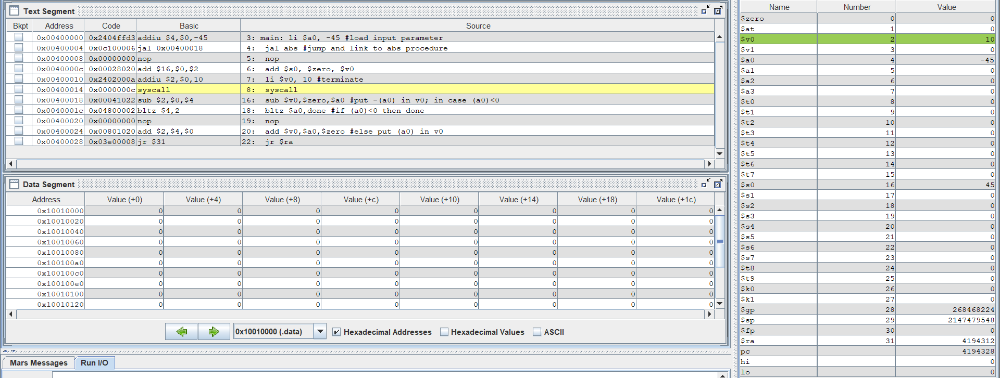 Text Segment
Bkpt Address Code Basic Source
0x00400000 0x2404ffd3 addiu $4,$0,-45 3: main: li $a0, -45 #load input parameter
0x00400004 0x0c100006 jal 0x00400018 4: jal abs #jump and link to abs procedure
0x00400008 0x00000000 nop 5: nop
0x0040000c 0x00028020 add $16,$0,$2 6: add $s0, $zero, $v0
0x00400010 0x2402000a addiu $2,$0,10 7: li $v0, 10 #terminate
0x00400014 0x0000000c syscall 8: syscall
0x00400018 0x00041022 sub $2,$0,$4 16: sub $v0,$zero,$a0 #put -(a0) in v0; in case (a0)<0
0x0040001c 0x04800002 bltz $4,2 18: bltz $a0,done #if (a0)<0 then done
0x00400020 0x00000000 nop 19: nop
0x00400024 0x00801020 add $2,$4,$0 20: add $v0,$a0,$zero #else put (a0) in v0
0x00400028 0x03e00008 jr $31 22: jr $ra
Data Segment
Address Value (+0) Value (+4) Value (+8) Value (+c) Value (+10) Value (+14) Value (+18) Value (+1c)
0x10010000 0 0 0 0 0 0 0 0
0x10010020 0 0 0 0 0 0 0 0
0x10010040 0 0 0 0 0 0 0 0
0x10010060 0 0 0 0 0 0 0 0
0x10010080 0 0 0 0 0 0 0 0
0x100100a0 0 0 0 0 0 0 0 0
0x100100c0 0 0 0 0 0 0 0 0
0x100100e0 0 0 0 0 0 0 0 0
0x10010100 0 0 0 0 0 0 0 0
0x10010120 0 0 0 0 0 0 0 0
0x10010000 (.data) Hexadecimal Addresses Hexadecimal Values ASCII
Mars Messages Run I/O
Name Number Value
$zero 0 0
$at 1 0
$v0 2 10
$v1 3 0
$a0 4 -45
$a1 5 0
$a2 6 0
$a3 7 0
$t0 8 0
$t1 9 0
$t2 10 0
$t3 11 0
$t4 12 0
$t5 13 0
$t6 14 0
$t7 15 0
$s0 16 45
$s1 17 0
$s2 18 0
$s3 19 0
$s4 20 0
$s5 21 0
$s6 22 0
$s7 23 0
$t8 24 0
$t9 25 0
$k0 26 0
$k1 27 0
$gp 28 268468224
$sp 29 2147479548
$fp 30 0
$ra 31 4194312
pc 4194328
hi 0
lo 0